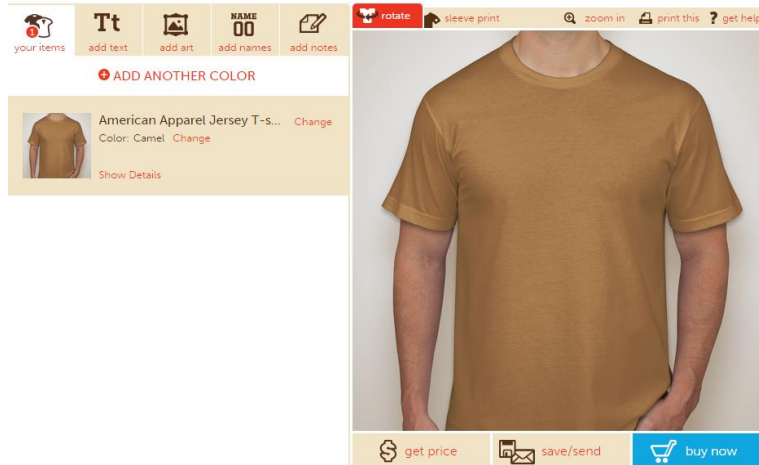 1
your items
Tt
add text
add art
NAME
00
add names
add notes
ADD ANOTHER COLOR
American Apparel Jersey T-s... Change
Color: Camel Change
Show Details
rotate
sleeve print
zoom in
print this
? get help
$ get price
save/send
buy now